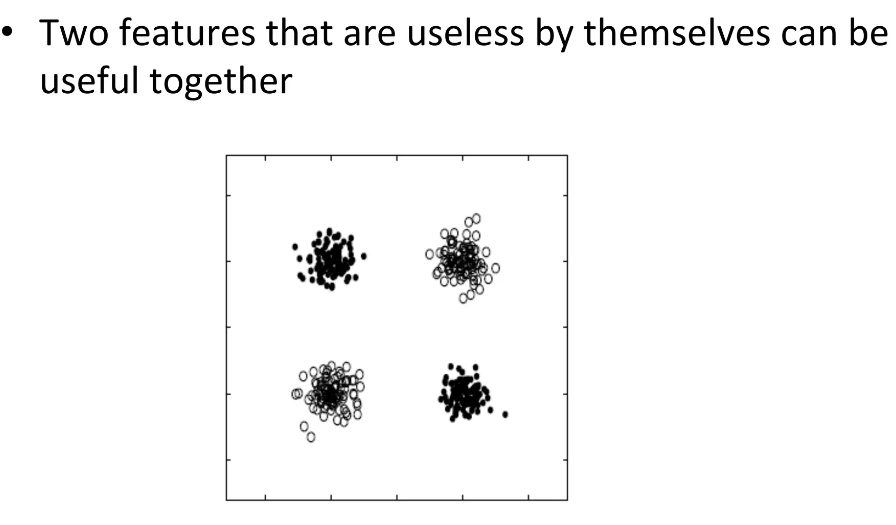 • Two features that are useless by themselves can be
useful together